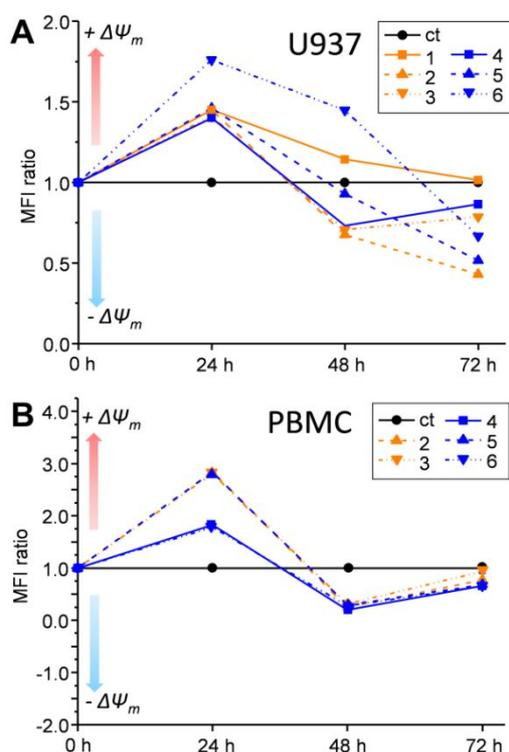 A
+ ΔΨm
U937
ct
1
4
2
5
3
6
MFI ratio
2.0
1.5
1.0
0.5
0.0
- ΔΨm
0 h
24 h
48 h
72 h
B
+ ΔΨm
PBMC
ct
4
2
5
3
6
MFI ratio
4.0
3.0
2.0
1.0
0.0
-1.0
-2.0
- ΔΨm
0 h
24 h
48 h
72 h